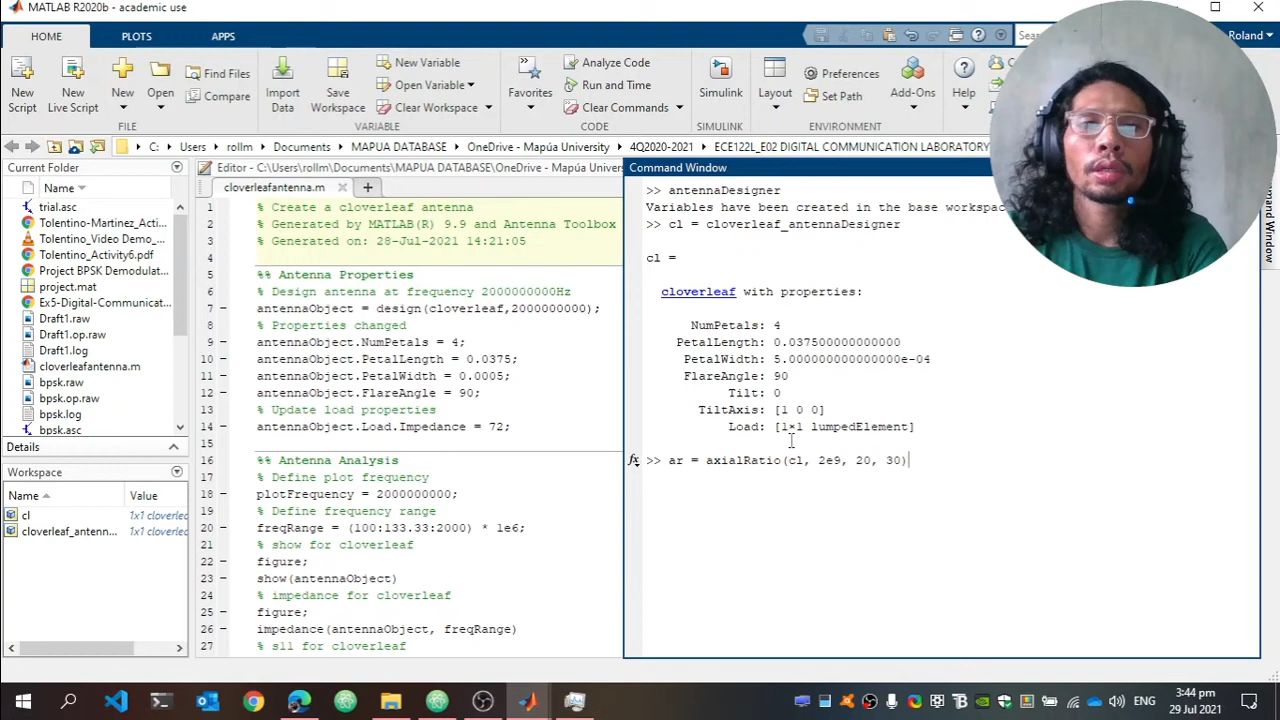 MATLAB R2020b - academic use
HOME PLOTS APPS
Roland
New Script
New Live Script
New
Open
Find Files
Compare
FILE
Import Data
Save Workspace
New Variable
Open Variable
Clear Workspace
VARIABLE
Favorites
Analyze Code
Run and Time
Clear Commands
CODE
Simulink
SIMULINK
Layout
Preferences
Set Path
ENVIRONMENT
Add-Ons
Help
C: Users rollm Documents MAPUA DATABASE OneDrive - Mapúa University 4Q2020-2021 ECE122L_E02 DIGITAL COMMUNICATION LABORATORY
Current Folder
Name
trial.asc
Tolentino-Martinez_Acti...
Tolentino_Video Demo_...
Tolentino_Activity6.pdf
Project BPSK Demodulat...
project.mat
Ex5-Digital-Communicat...
Draft1.raw
Draft1.op.raw
Draft1.log
cloverleafantenna.m
bpsk.raw
bpsk.op.raw
bpsk.log
bpsk.asc
Details
Workspace
Name Value
cl 1x1 cloverlea
cloverleaf_antenn... 1x1 cloverlea
Editor - C:\Users\rollm\Documents\MAPUA DATABASE\OneDrive - Mapúa University
cloverleafantenna.m
1 % Create a cloverleaf antenna
2 % Generated by MATLAB(R) 9.9 and Antenna Toolbox
3 % Generated on: 28-Jul-2021 14:21:05
4
5 %% Antenna Properties
6 % Design antenna at frequency 2000000000Hz
7 antennaObject = design(cloverleaf,2000000000);
8 % Properties changed
9 antennaObject.NumPetals = 4;
10 antennaObject.PetalLength = 0.0375;
11 antennaObject.PetalWidth = 0.0005;
12 antennaObject.FlareAngle = 90;
13 % Update load properties
14 antennaObject.Load.Impedance = 72;
15
16 %% Antenna Analysis
17 % Define plot frequency
18 plotFrequency = 2000000000;
19 % Define frequency range
20 freqRange = (100:133.33:2000) * 1e6;
21 % show for cloverleaf
22 figure;
23 show(antennaObject)
24 % impedance for cloverleaf
25 figure;
26 impedance(antennaObject, freqRange)
27 % s11 for cloverleaf
Command Window
>> antennaDesigner
Variables have been created in the base workspac
>> cl = cloverleaf_antennaDesigner
cl =
cloverleaf with properties:
NumPetals: 4
PetalLength: 0.037500000000000
PetalWidth: 5.000000000000000e-04
FlareAngle: 90
Tilt: 0
TiltAxis: [1 0 0]
Load: [1×1 lumpedElement]
fx >> ar = axialRatio(cl, 2e9, 20, 30)
mmand Window
ENG
3:44 pm
29 Jul 2021